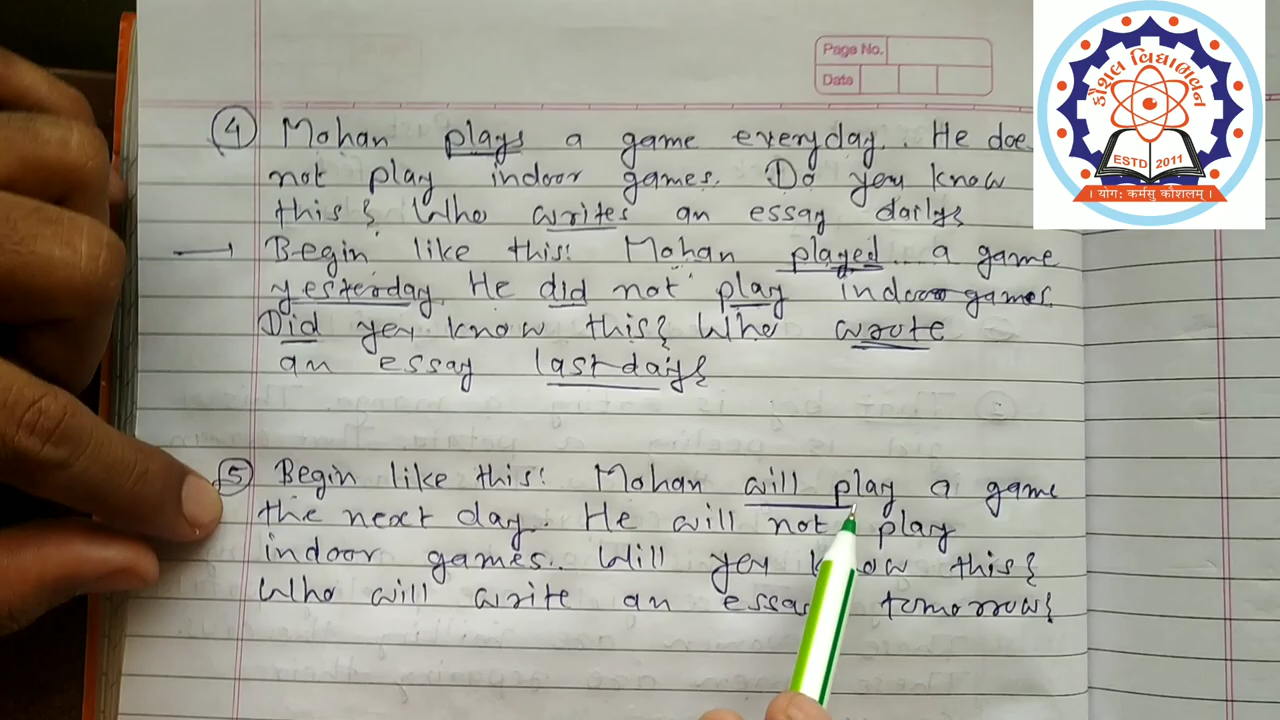 Page No.
Date
④ Mohan plays a game everyday. He doe
not play indoor games. Do you know
this? Who writes an essay daily?
→ Begin like this: Mohan played a game
yesterday. He did not play indoor games.
Did you know this? Who wrote
an essay last day?
⑤ Begin like this: Mohan will play a game
the next day. He will not play
indoor games. Will you know this?
Who will write an essay tomorrow?
કૌશલ વિદ્યાભવન
ESTD 2011
। योगः कर्मसु कौशलम् ।